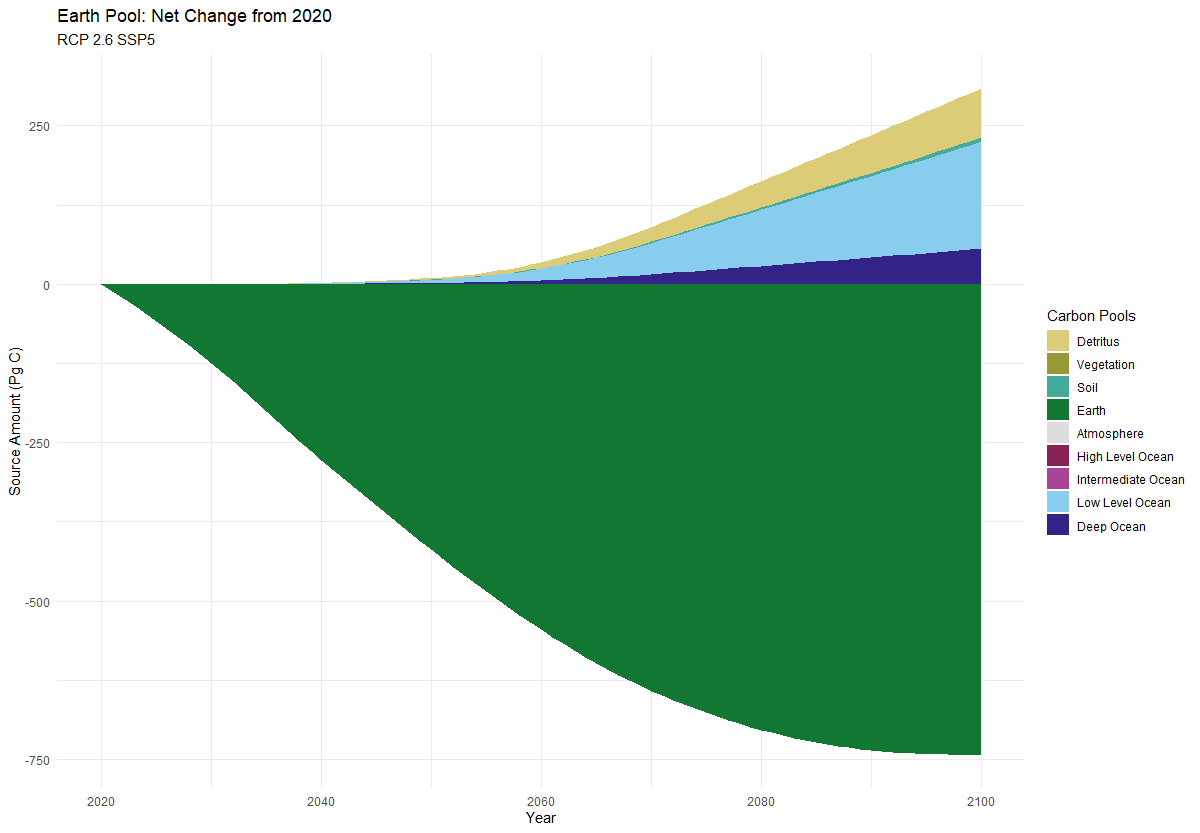 Earth Pool: Net Change from 2020
RCP 2.6 SSP5
Source Amount (Pg C)
250
0
-250
-500
-750
2020
2040
2060
2080
2100
Year
Carbon Pools
Detritus
Vegetation
Soil
Earth
Atmosphere
High Level Ocean
Intermediate Ocean
Low Level Ocean
Deep Ocean